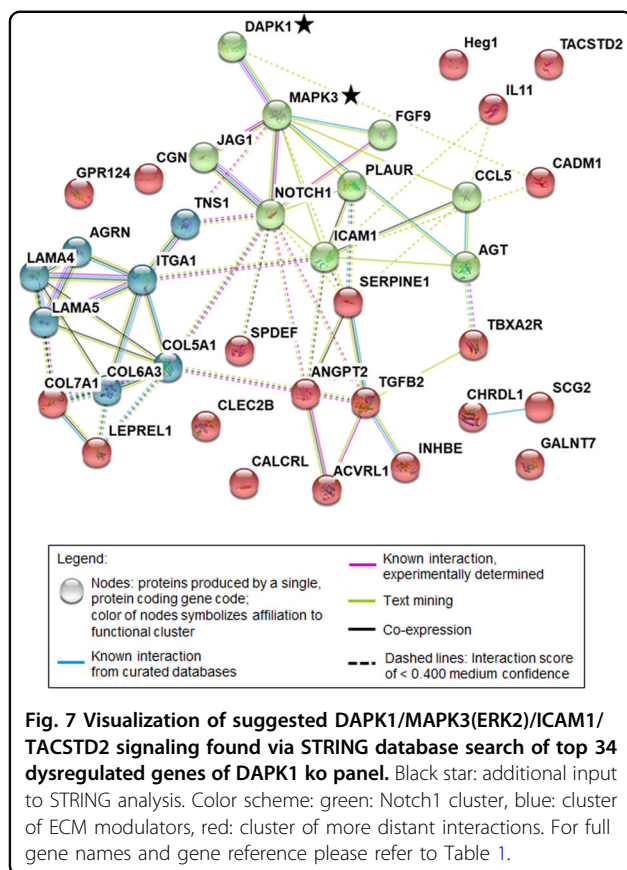 DAPK1 ★
Heg1
TACSTD2
MAPK3 ★
IL11
FGF9
JAG1
CGN
PLAUR
CCL5
CADM1
GPR124
TNS1
NOTCH1
ICAM1
AGRN
AGT
LAMA4
ITGA1
SERPINE1
LAMA5
TBXA2R
COL5A1
SPDEF
COL7A1
COL6A3
ANGPT2
TGFB2
CHRDL1
SCG2
LEPREL1
CLEC2B
INHBE
GALNT7
CALCRL
ACVRL1
Legend:
Nodes: proteins produced by a single,
protein coding gene code;
color of nodes symbolizes affiliation to
functional cluster
Known interaction
from curated databases
Known interaction,
experimentally determined
Text mining
Co-expression
Dashed lines: Interaction score
of < 0.400 medium confidence
Fig. 7 Visualization of suggested DAPK1/MAPK3(ERK2)/ICAM1/
TACSTD2 signaling found via STRING database search of top 34
dysregulated genes of DAPK1 ko panel. Black star: additional input
to STRING analysis. Color scheme: green: Notch1 cluster, blue: cluster
of ECM modulators, red: cluster of more distant interactions. For full
gene names and gene reference please refer to Table 1.